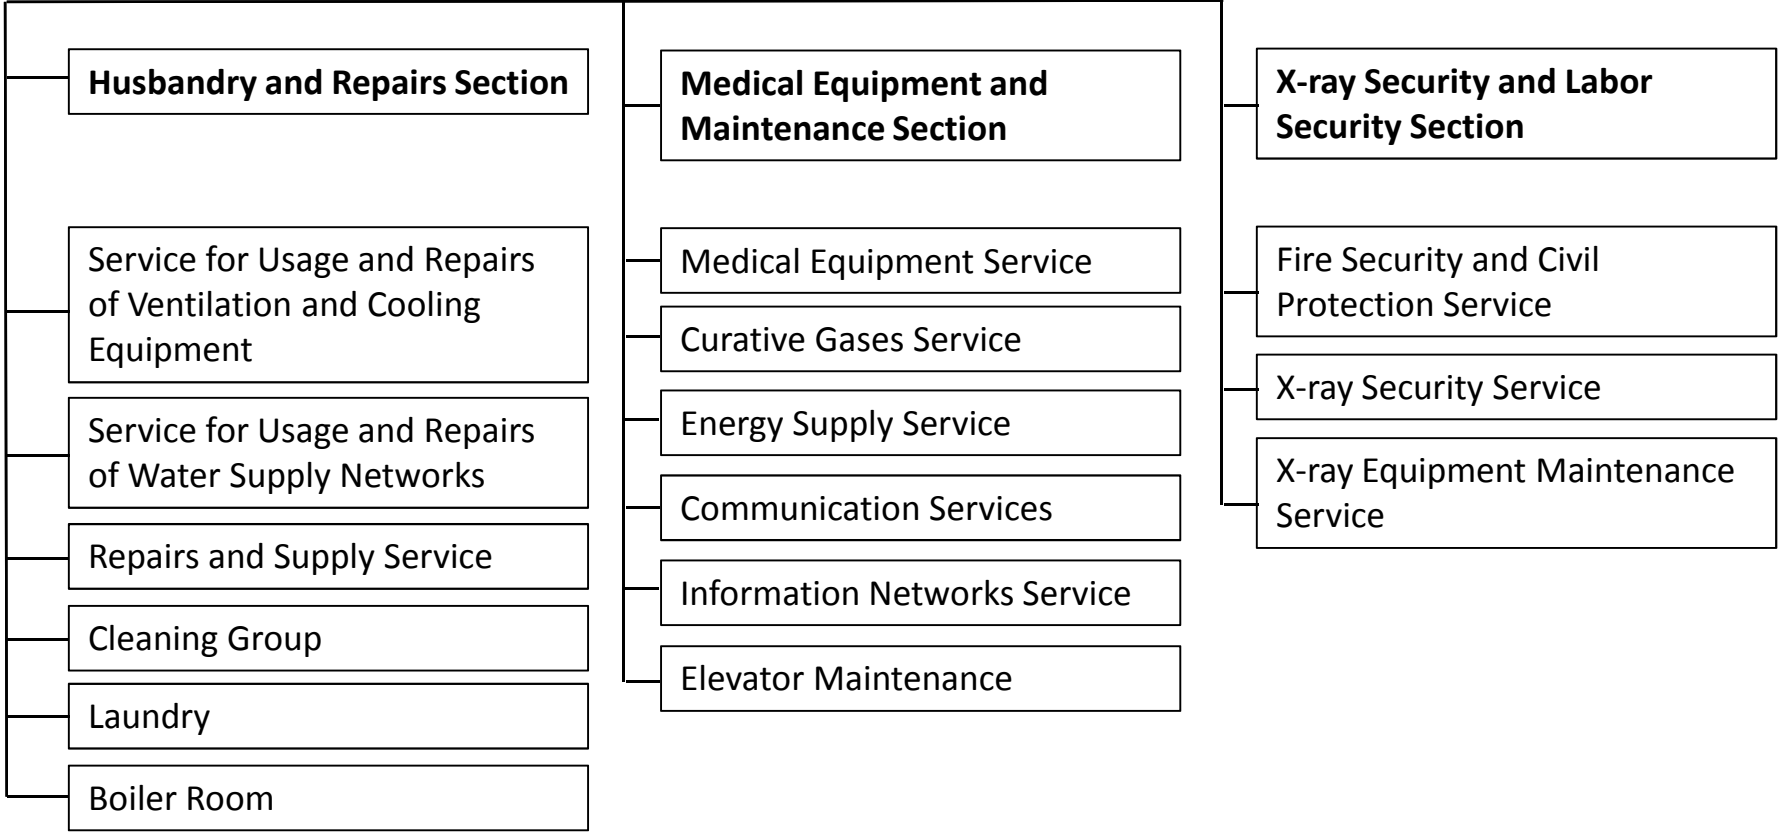 Husbandry and Repairs Section
Service for Usage and Repairs
of Ventilation and Cooling
Equipment
Service for Usage and Repairs
of Water Supply Networks
Repairs and Supply Service
Cleaning Group
Laundry
Boiler Room
Medical Equipment and
Maintenance Section
Medical Equipment Service
Curative Gases Service
Energy Supply Service
Communication Services
Information Networks Service
Elevator Maintenance
X-ray Security and Labor
Security Section
Fire Security and Civil
Protection Service
X-ray Security Service
X-ray Equipment Maintenance
Service